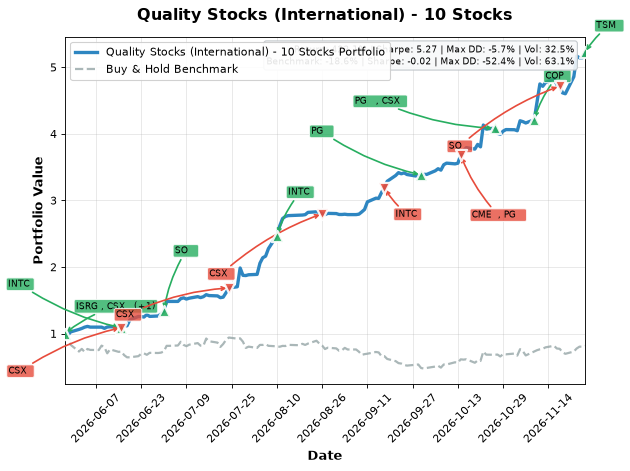 Quality Stocks (International) - 10 Stocks
TSM
Quality Stocks (International) - 10 Stocks Portfolio
Buy & Hold Benchmark
arpe: 5.27 | Max DD: -5.7% | Vol: 32.5%
Benchmark: -18.6% | Sharpe: -0.02 | Max DD: -52.4% | Vol: 63.1%
COP
PG , CSX
PG
SO
INTC
INTC
CME , PG
SO
CSX
INTC
ISRG , CSX (+1)
CSX
CSX
Portfolio Value
5
4
3
2
1
2026-06-07
2026-06-23
2026-07-09
2026-07-25
2026-08-10
2026-08-26
2026-09-11
2026-09-27
2026-10-13
2026-10-29
2026-11-14
Date